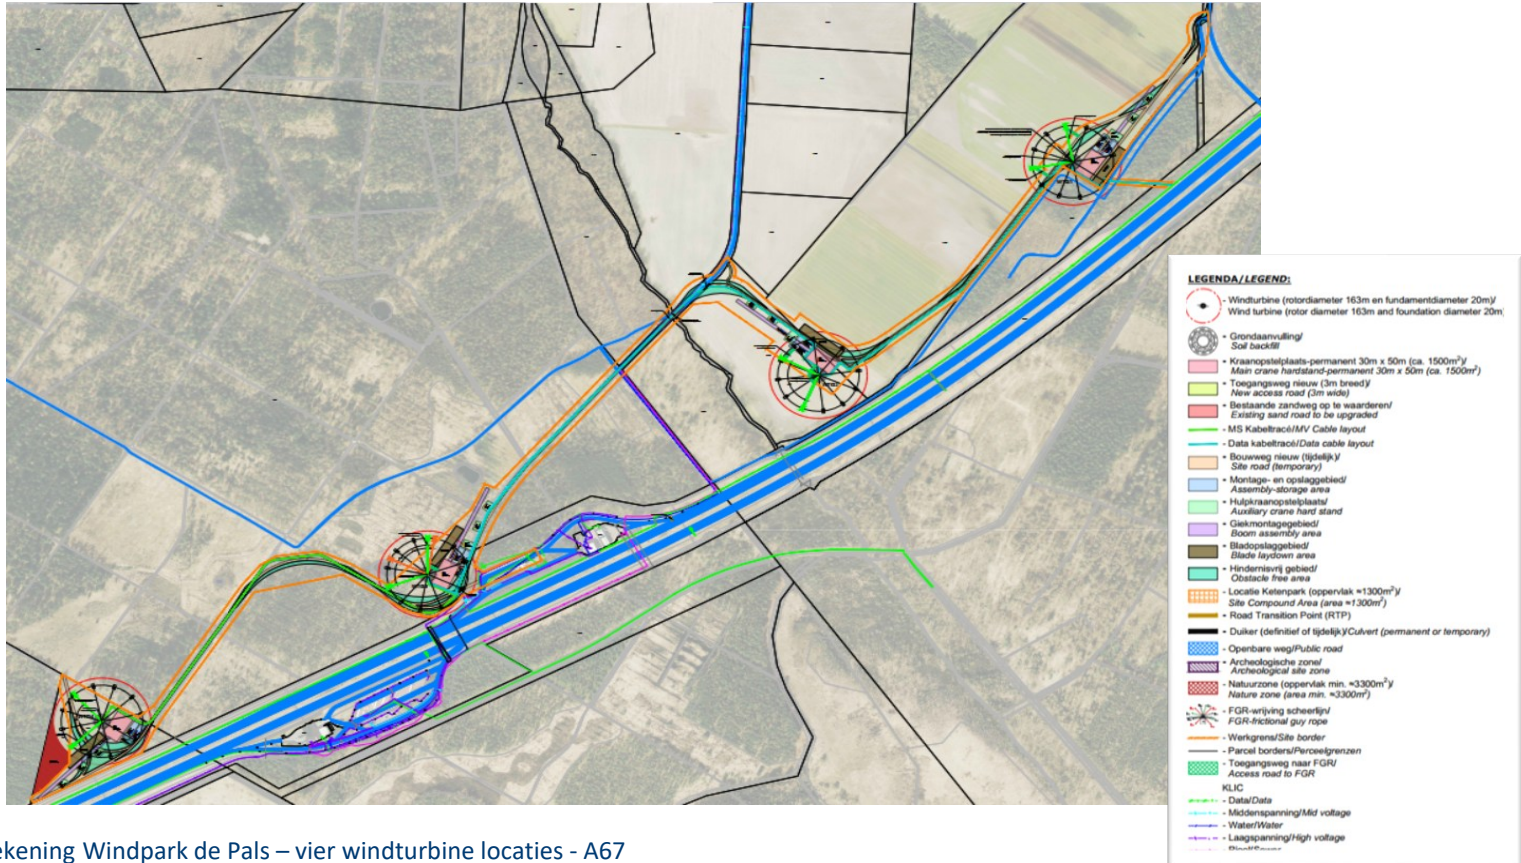 LEGENDA/LEGEND:
- Windturbine (rotordiameter 163m en fundamentdiameter 20m)/
Wind turbine (rotor diameter 163m and foundation diameter 20m)
- Grondaanvulling/
Soil backfill
- Kraanopstelplaats-permanent 30m x 50m (ca. 1500m²)/
Main crane hardstand-permanent 30m x 50m (ca. 1500m²)
- Toegangsweg nieuw (3m breed)/
New access road (3m wide)
- Bestaande zandweg op te waarderen/
Existing sand road to be upgraded
- MS Kabeltracé/MV Cable layout
- Data kabeltracé/Data cable layout
- Bouwweg nieuw (tijdelijk)/
Site road (temporary)
- Montage- en opslaggebied/
Assembly-storage area
- Hulpkraanopstelplaats/
Auxiliary crane hard stand
- Giekmontagegebied/
Boom assembly area
- Bladopslaggebied/
Blade laydown area
- Hindernisvrij gebied/
Obstacle free area
- Locatie Ketenpark (oppervlak ≈1300m²)/
Site Compound Area (area ≈1300m²)
- Road Transition Point (RTP)
- Duiker (definitief of tijdelijk)/Culvert (permanent or temporary)
- Openbare weg/Public road
- Archeologische zone/
Archeological site zone
- Natuurzone (oppervlak min. ≈3300m²)/
Nature zone (area min. ≈3300m²)
- FGR-wrijving scheerlijn/
FGR-frictional guy rope
- Werkgrens/Site border
- Parcel borders/Perceelgrenzen
- Toegangsweg naar FGR/
Access road to FGR
KLIC
- Data/Data
- Middenspanning/Mid voltage
- Water/Water
- Laagspanning/High voltage
ekening Windpark de Pals – vier windturbine locaties - A67